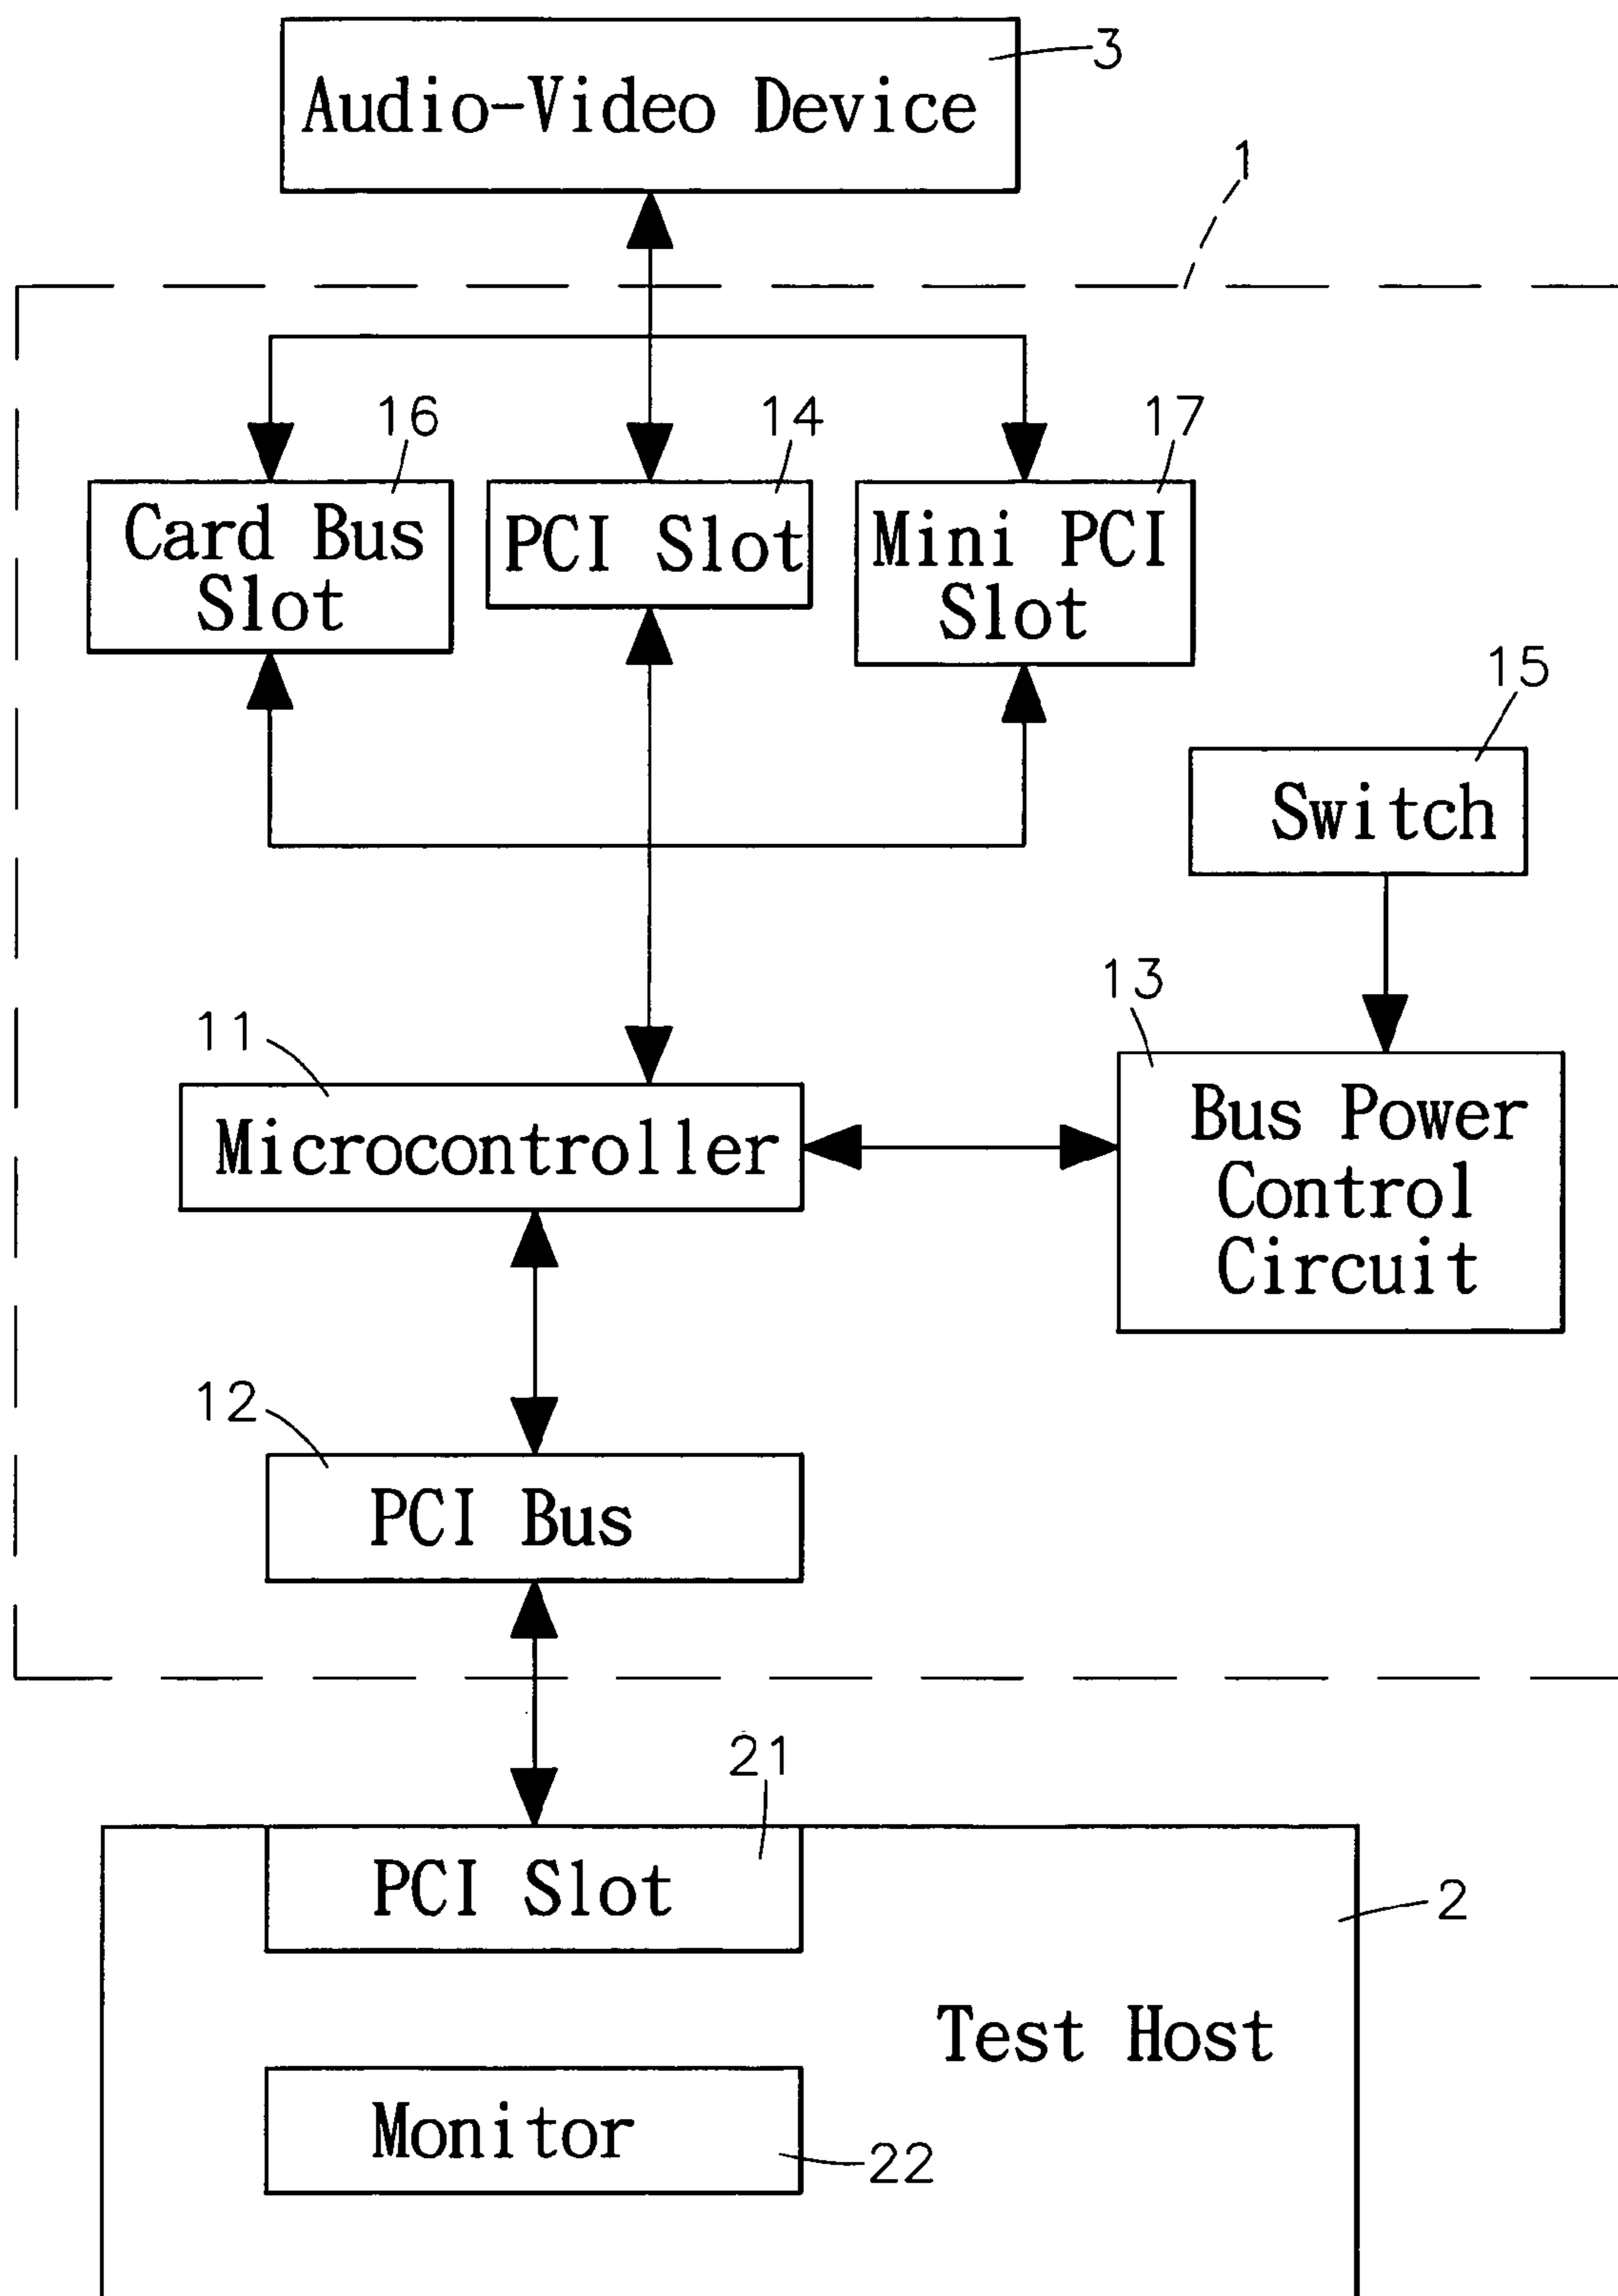 3
Audio-Video Device
1
16
14
17
Card Bus
Slot
PCI Slot
Mini PCI
Slot
15
Switch
13
11
Bus Power
Control
Circuit
Microcontroller
12
PCI Bus
21
PCI Slot
2
Test Host
Monitor
22